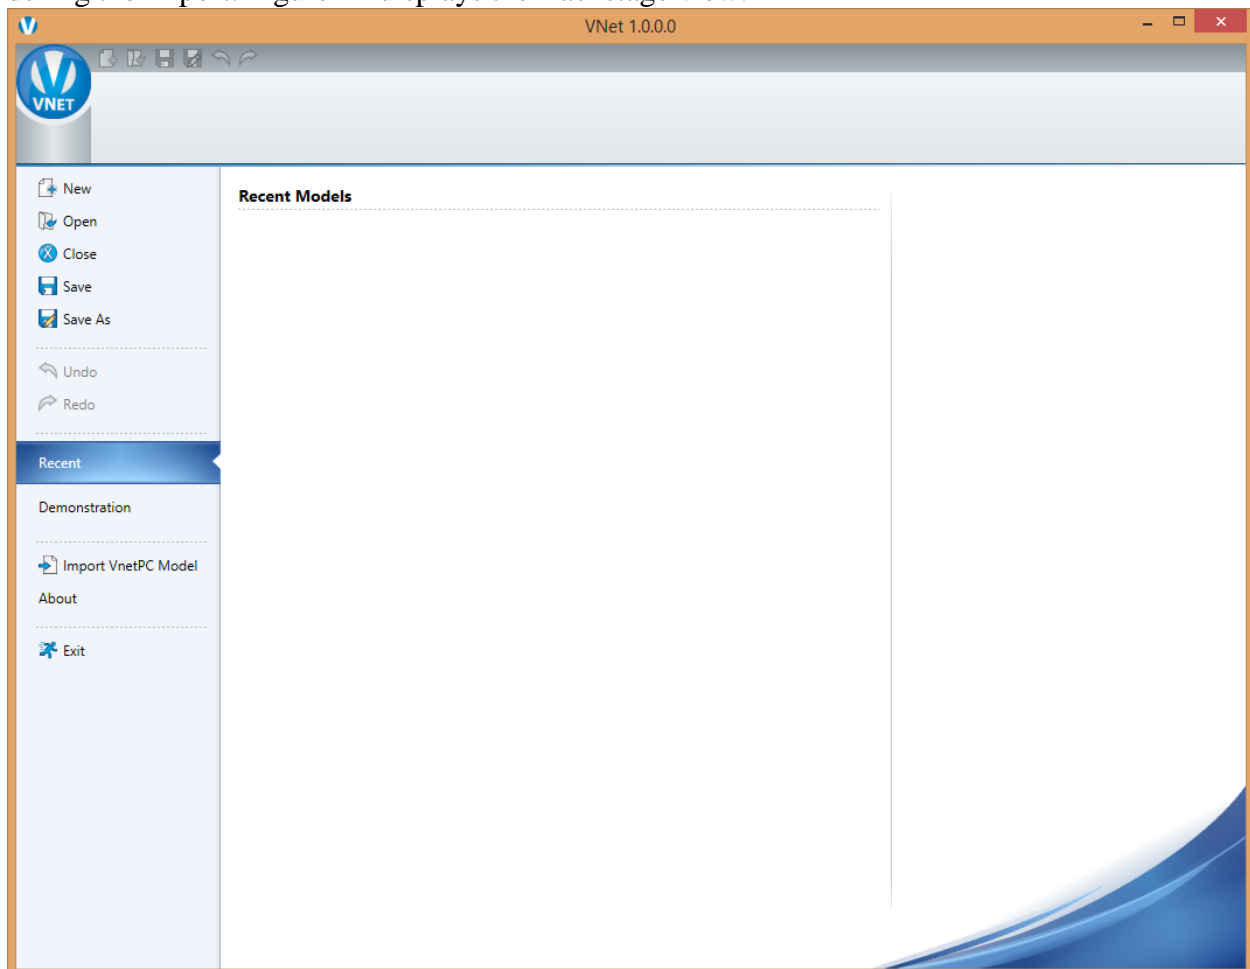 VNet 1.0.0.0
VNET
New
Open
Close
Save
Save As
Undo
Redo
Recent
Demonstration
Import VnetPC Model
About
Exit
Recent Models